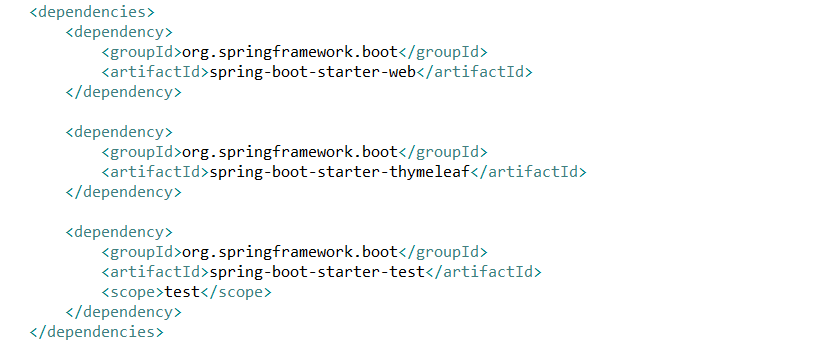 <dependencies>
<dependency>
<groupId>org.springframework.boot</groupId>
<artifactId>spring-boot-starter-web</artifactId>
</dependency>
<dependency>
<groupId>org.springframework.boot</groupId>
<artifactId>spring-boot-starter-thymeleaf</artifactId>
</dependency>
<dependency>
<groupId>org.springframework.boot</groupId>
<artifactId>spring-boot-starter-test</artifactId>
<scope>test</scope>
</dependency>
</dependencies>